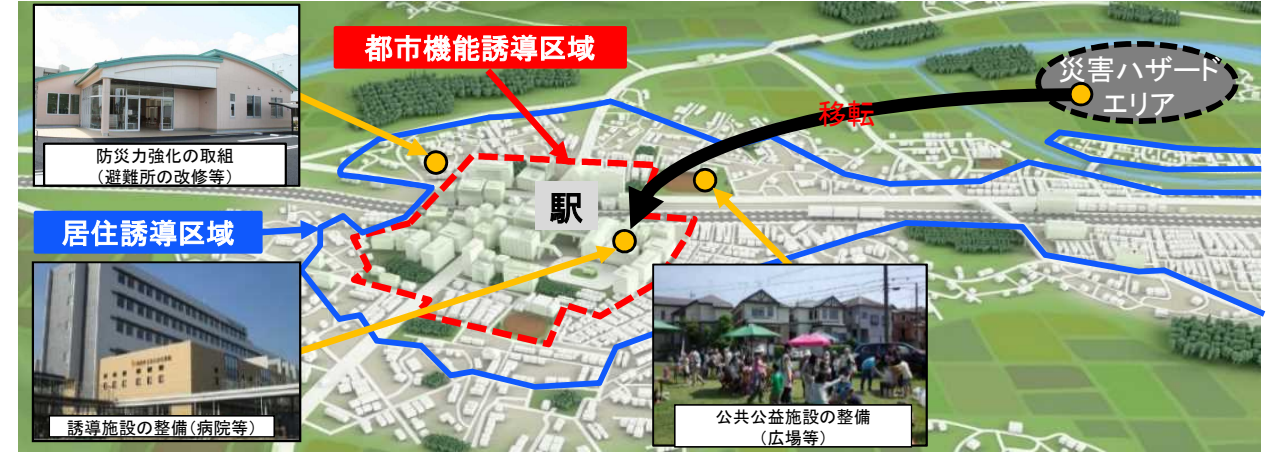 都市機能誘導区域
災害ハザード
エリア
移転
防災力強化の取組
（避難所の改修等）
駅
居住誘導区域
誘導施設の整備（病院等）
公共公益施設の整備
（広場等）